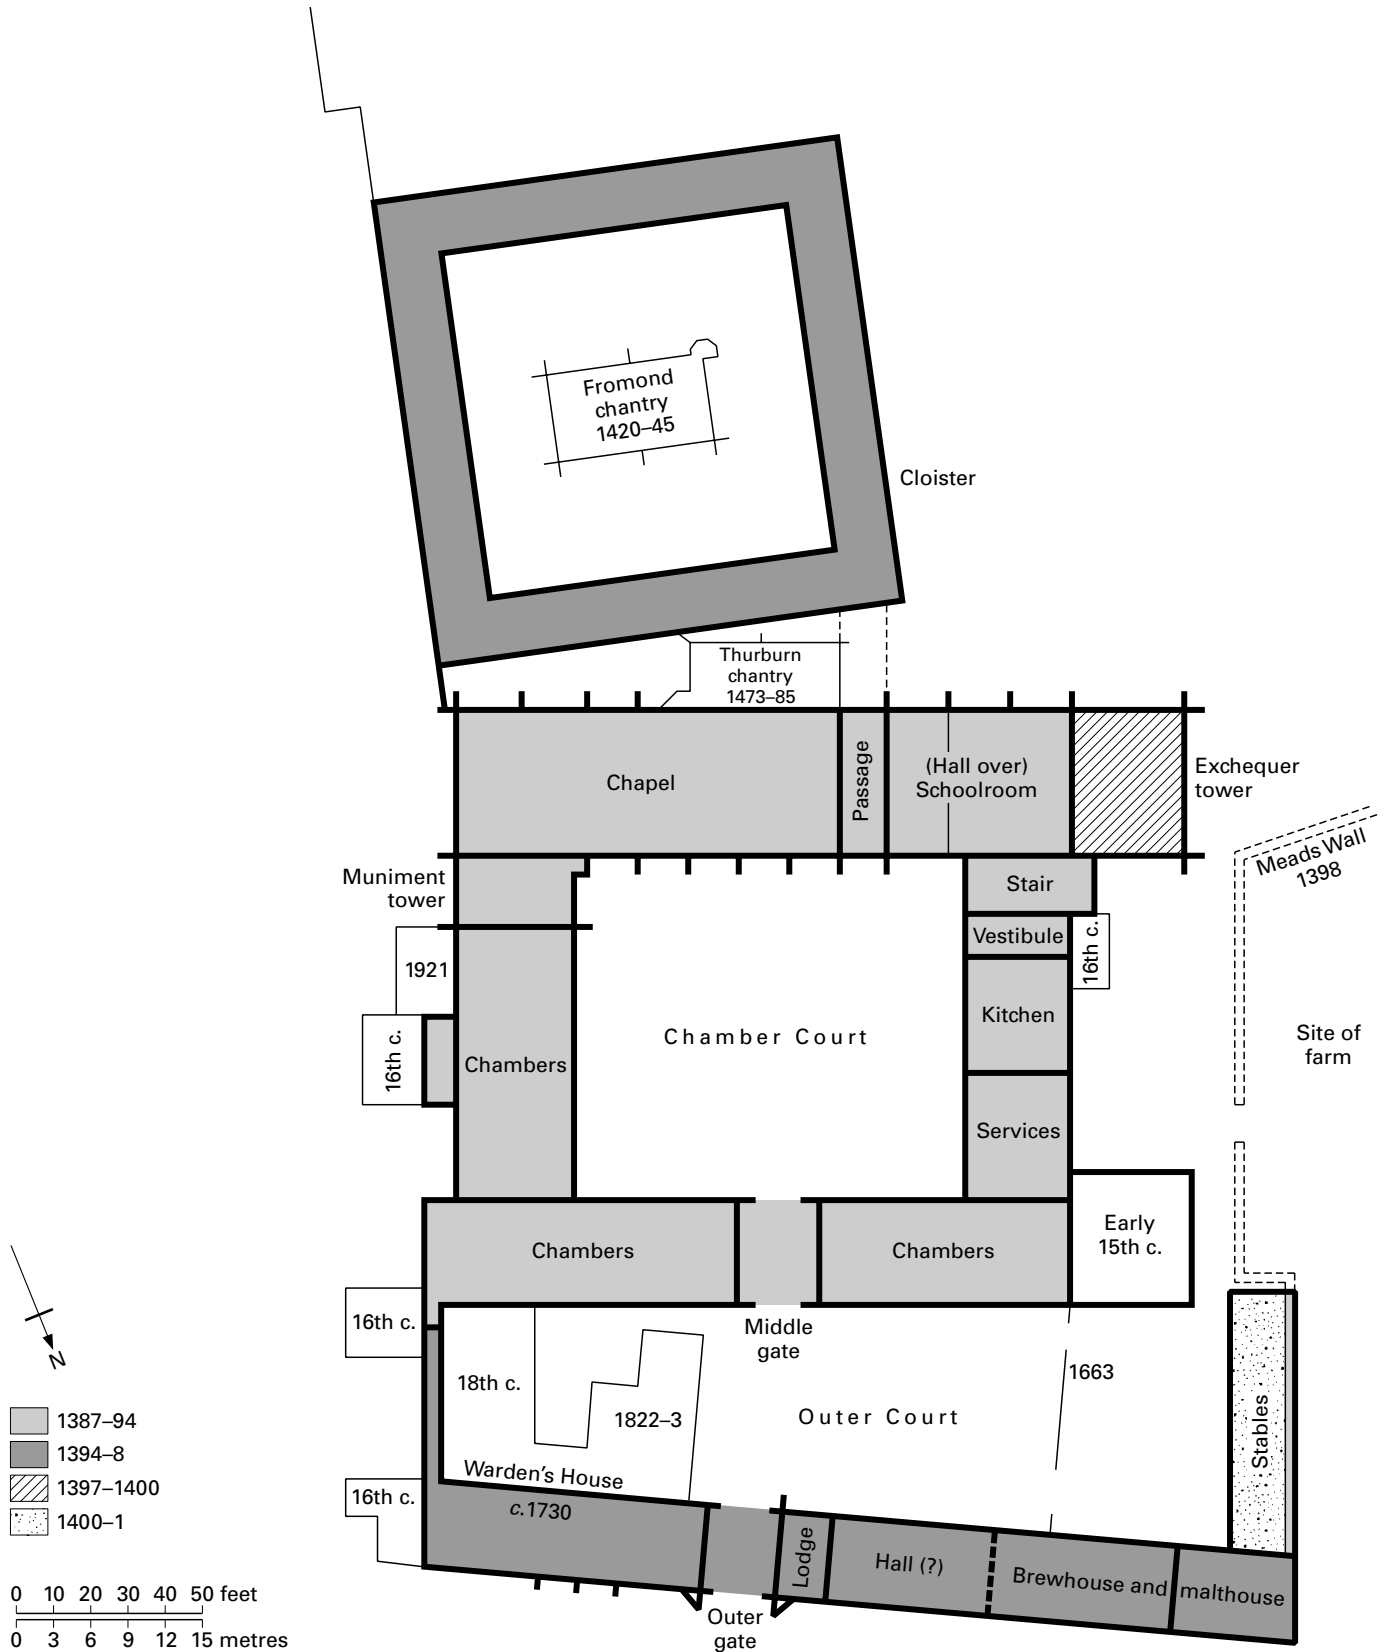 Fromond
chantry
1420–45
Cloister
Thurburn
chantry
1473–85
Chapel
Passage
(Hall over)
Schoolroom
Exchequer
tower
Meads Wall
1398
Muniment
tower
Stair
Vestibule
16th c.
1921
Kitchen
Chamber Court
Site of
farm
16th c.
Chambers
Services
Early
15th c.
Chambers
Chambers
16th c.
Middle
gate
18th c.
1663
1822–3
Outer Court
Stables
Warden's House
c.1730
16th c.
Lodge
Hall (?)
Brewhouse and malthouse
Outer
gate
N
1387–94
1394–8
1397–1400
1400–1
0 10 20 30 40 50 feet
0 3 6 9 12 15 metres